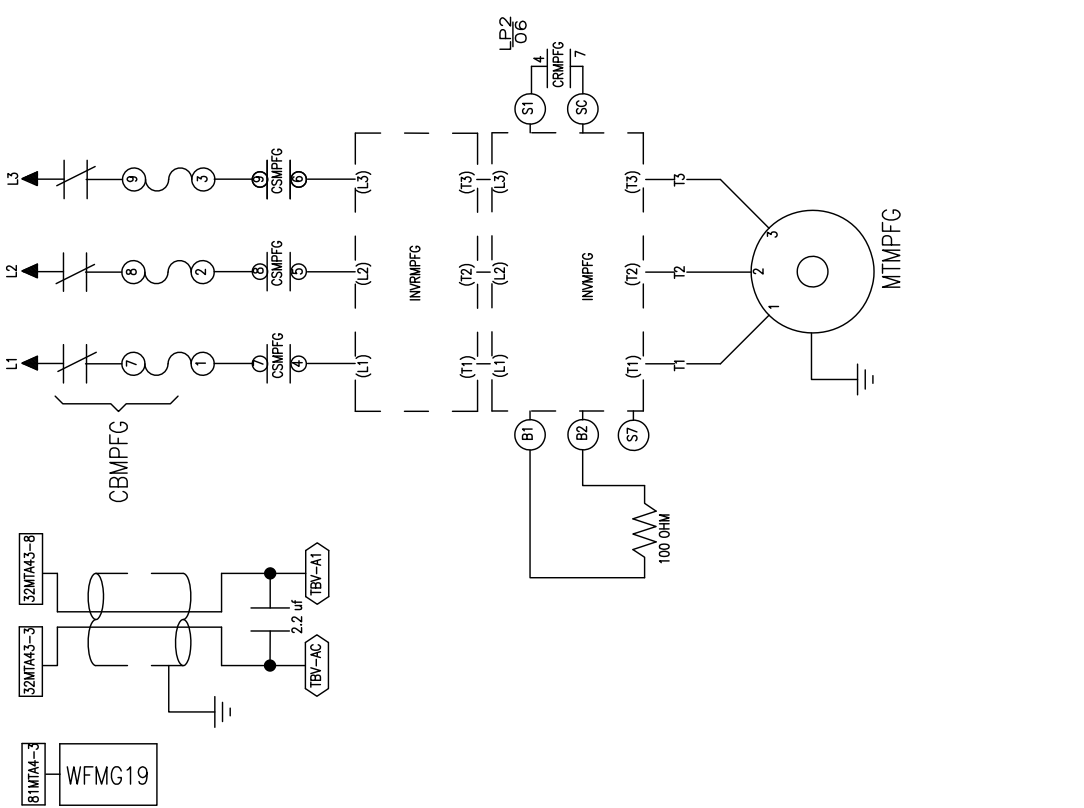 LP2
06
4
CRMPFG
7
S1
SC
L3
9
3
9
CSMPFG
6
(L3)
(T3)
(L3)
(T3)
T3
L2
8
2
8
CSMPFG
5
(L2)
INVRMPFG
(T2)
(L2)
INVMPFG
(T2)
T2
L1
7
1
7
CSMPFG
4
(L1)
(T1)
(L1)
(T1)
T1
3
2
1
MTMPFG
CBMPFG
B1
B2
S7
100 OHM
32MTA43-8
TBV-A1
2.2 uf
32MTA43-3
TBV-AC
81MTA4-3
WFMG19